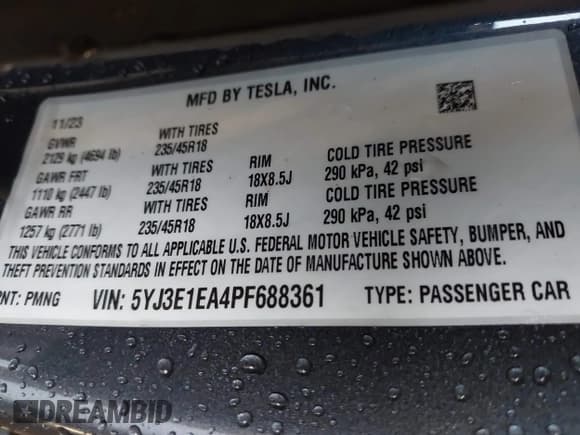 MFD BY TESLA, INC.
11/23
GVWR WITH TIRES
2129 kg (4694 lb) 235/45R18
GAWR FRT WITH TIRES RIM COLD TIRE PRESSURE
1110 kg (2447 lb) 235/45R18 18X8.5J 290 kPa, 42 psi
GAWR RR WITH TIRES RIM COLD TIRE PRESSURE
1257 kg (2771 lb) 235/45R18 18X8.5J 290 kPa, 42 psi
THIS VEHICLE CONFORMS TO ALL APPLICABLE U.S. FEDERAL MOTOR VEHICLE SAFETY, BUMPER, AND
THEFT PREVENTION STANDARDS IN EFFECT ON THE DATE OF MANUFACTURE SHOWN ABOVE.
PNT: PMNG VIN: 5YJ3E1EA4PF688361 TYPE: PASSENGER CAR
DREAMBID